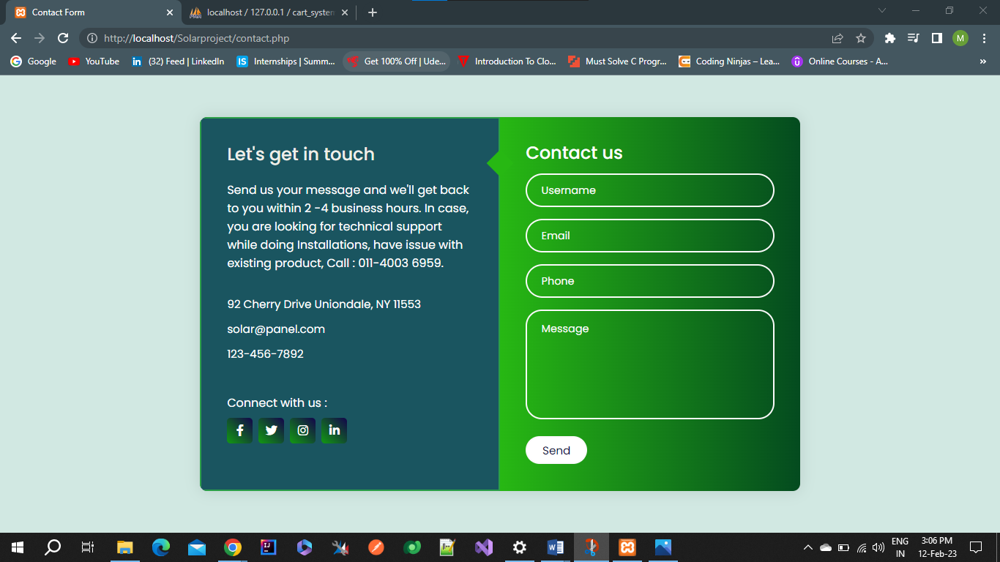 Contact Form
localhost / 127.0.0.1 / cart_system
http://localhost/Solarproject/contact.php
M
Google
YouTube
(32) Feed | LinkedIn
Internships | Summ...
Get 100% Off | Ude...
Introduction To Clo...
Must Solve C Progr...
Coding Ninjas – Lea...
Online Courses - A...
»
Let's get in touch
Send us your message and we'll get back
to you within 2 -4 business hours. In case,
you are looking for technical support
while doing Installations, have issue with
existing product, Call : 011-4003 6959.
92 Cherry Drive Uniondale, NY 11553
solar@panel.com
123-456-7892
Connect with us :
Contact us
Username
Email
Phone
Message
Send
ENG
IN
3:06 PM
12-Feb-23